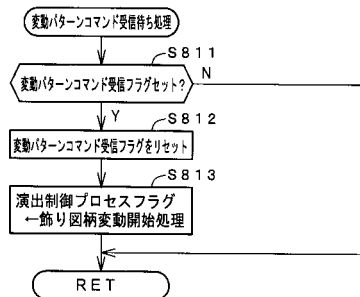 変動パターンコマンド受信待ち処理
S811
変動パターンコマンド受信フラグセット?
N
Y
S812
変動パターンコマンド受信フラグをリセット
S813
演出制御プロセスフラグ
←飾り図柄変動開始処理
RET